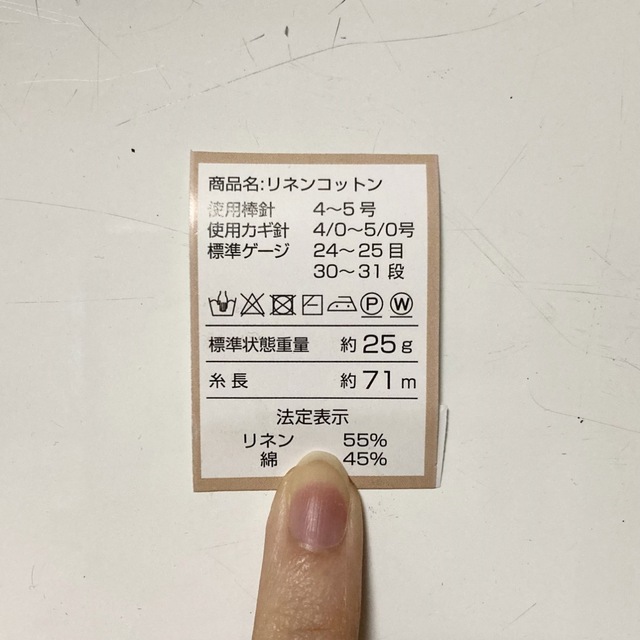 商品名:リネンコットン
使用棒針 4〜5号
使用カギ針 4/0〜5/0号
標準ゲージ 24〜25目
30〜31段
P W
標準状態重量 約25g
糸長 約71m
法定表示
リネン 55%
綿 45%